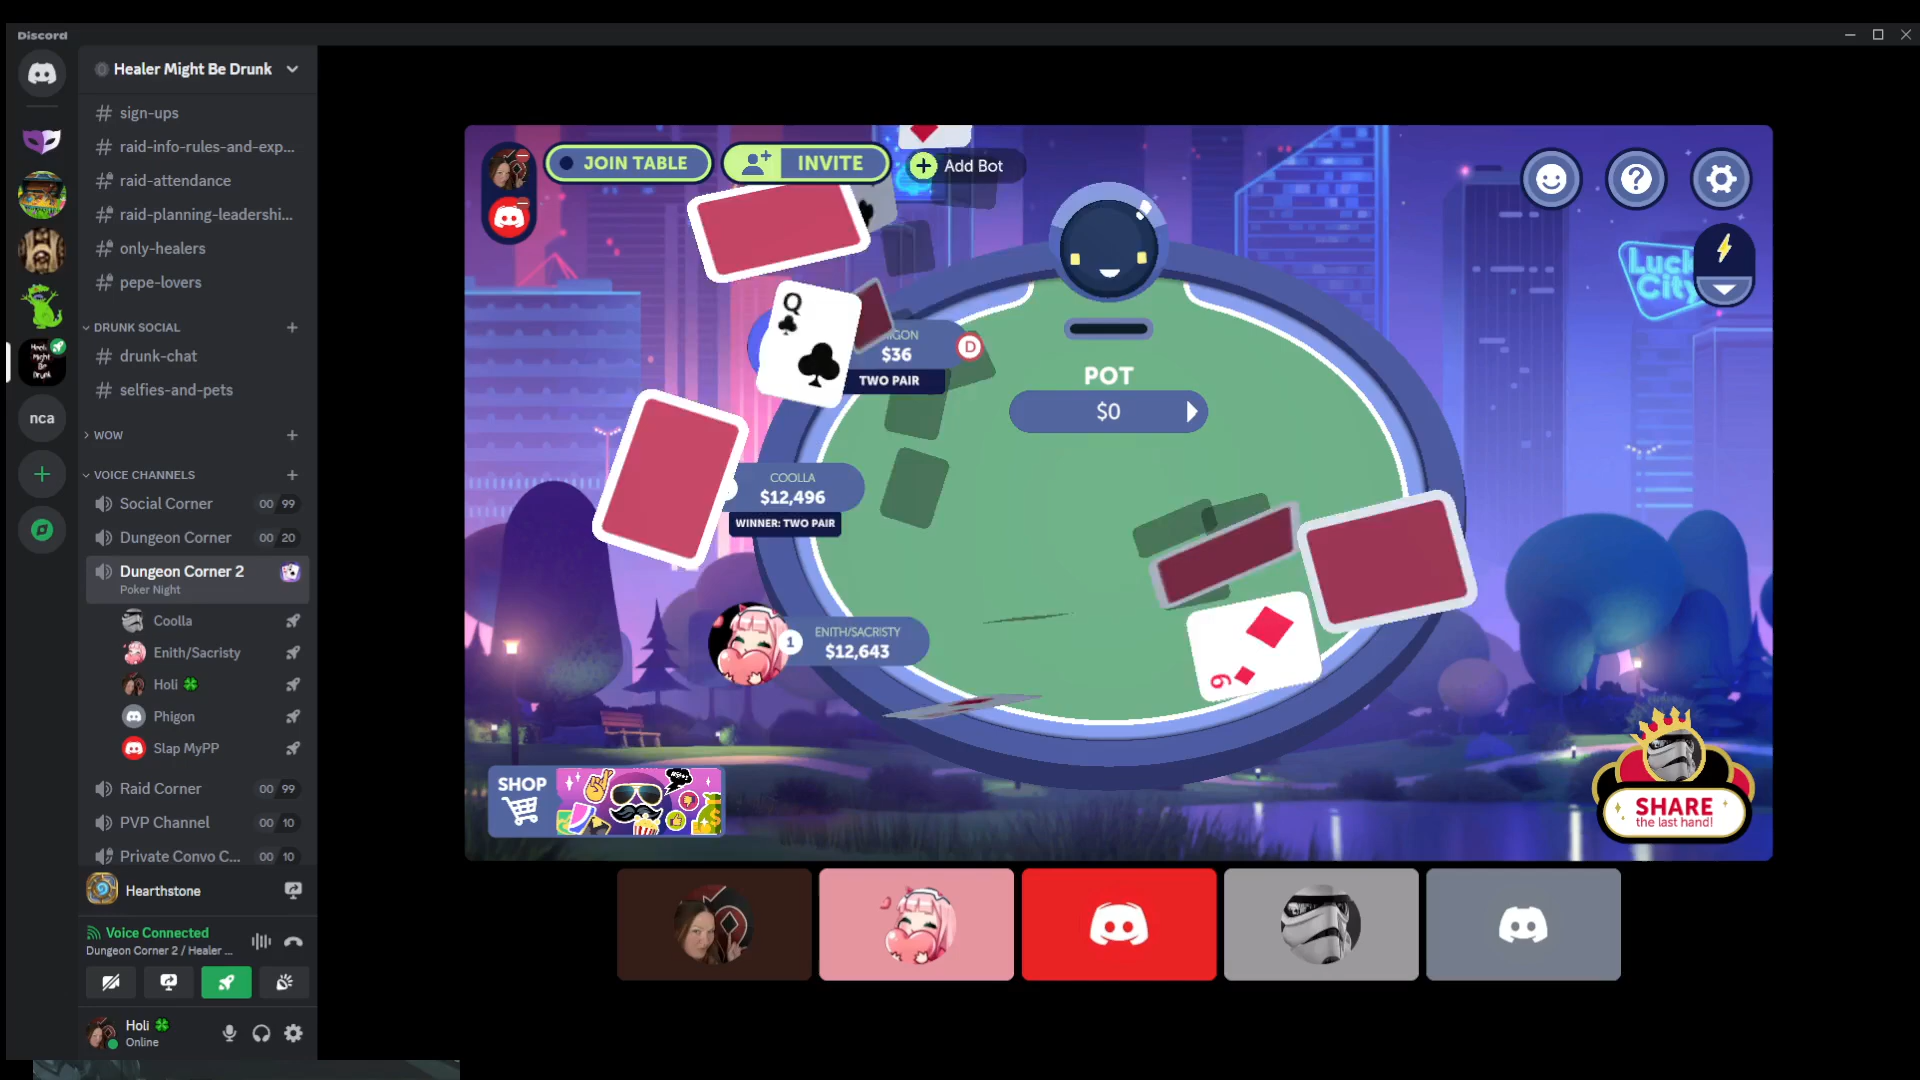 Discord
Healer Might Be Drunk
sign-ups
raid-info-rules-and-exp...
raid-attendance
raid-planning-leadershi...
only-healers
pepe-lovers
DRUNK SOCIAL
drunk-chat
selfies-and-pets
nca
WOW
VOICE CHANNELS
Social Corner 00 99
Dungeon Corner 00 20
Dungeon Corner 2
Poker Night
Coolla
Enith/Sacristy
Holi
Phigon
Slap MyPP
Raid Corner 00 99
PVP Channel 00 10
Private Convo C... 00 10
Hearthstone
Voice Connected
Dungeon Corner 2 / Healer ...
Holi
Online
JOIN TABLE
INVITE
+ Add Bot
?
Luck
City
Q
$36
D
TWO PAIR
POT
$0
COOLLA
$12,496
WINNER: TWO PAIR
1
ENITH/SACRISTY
$12,643
9
SHOP
SHARE
the last hand!